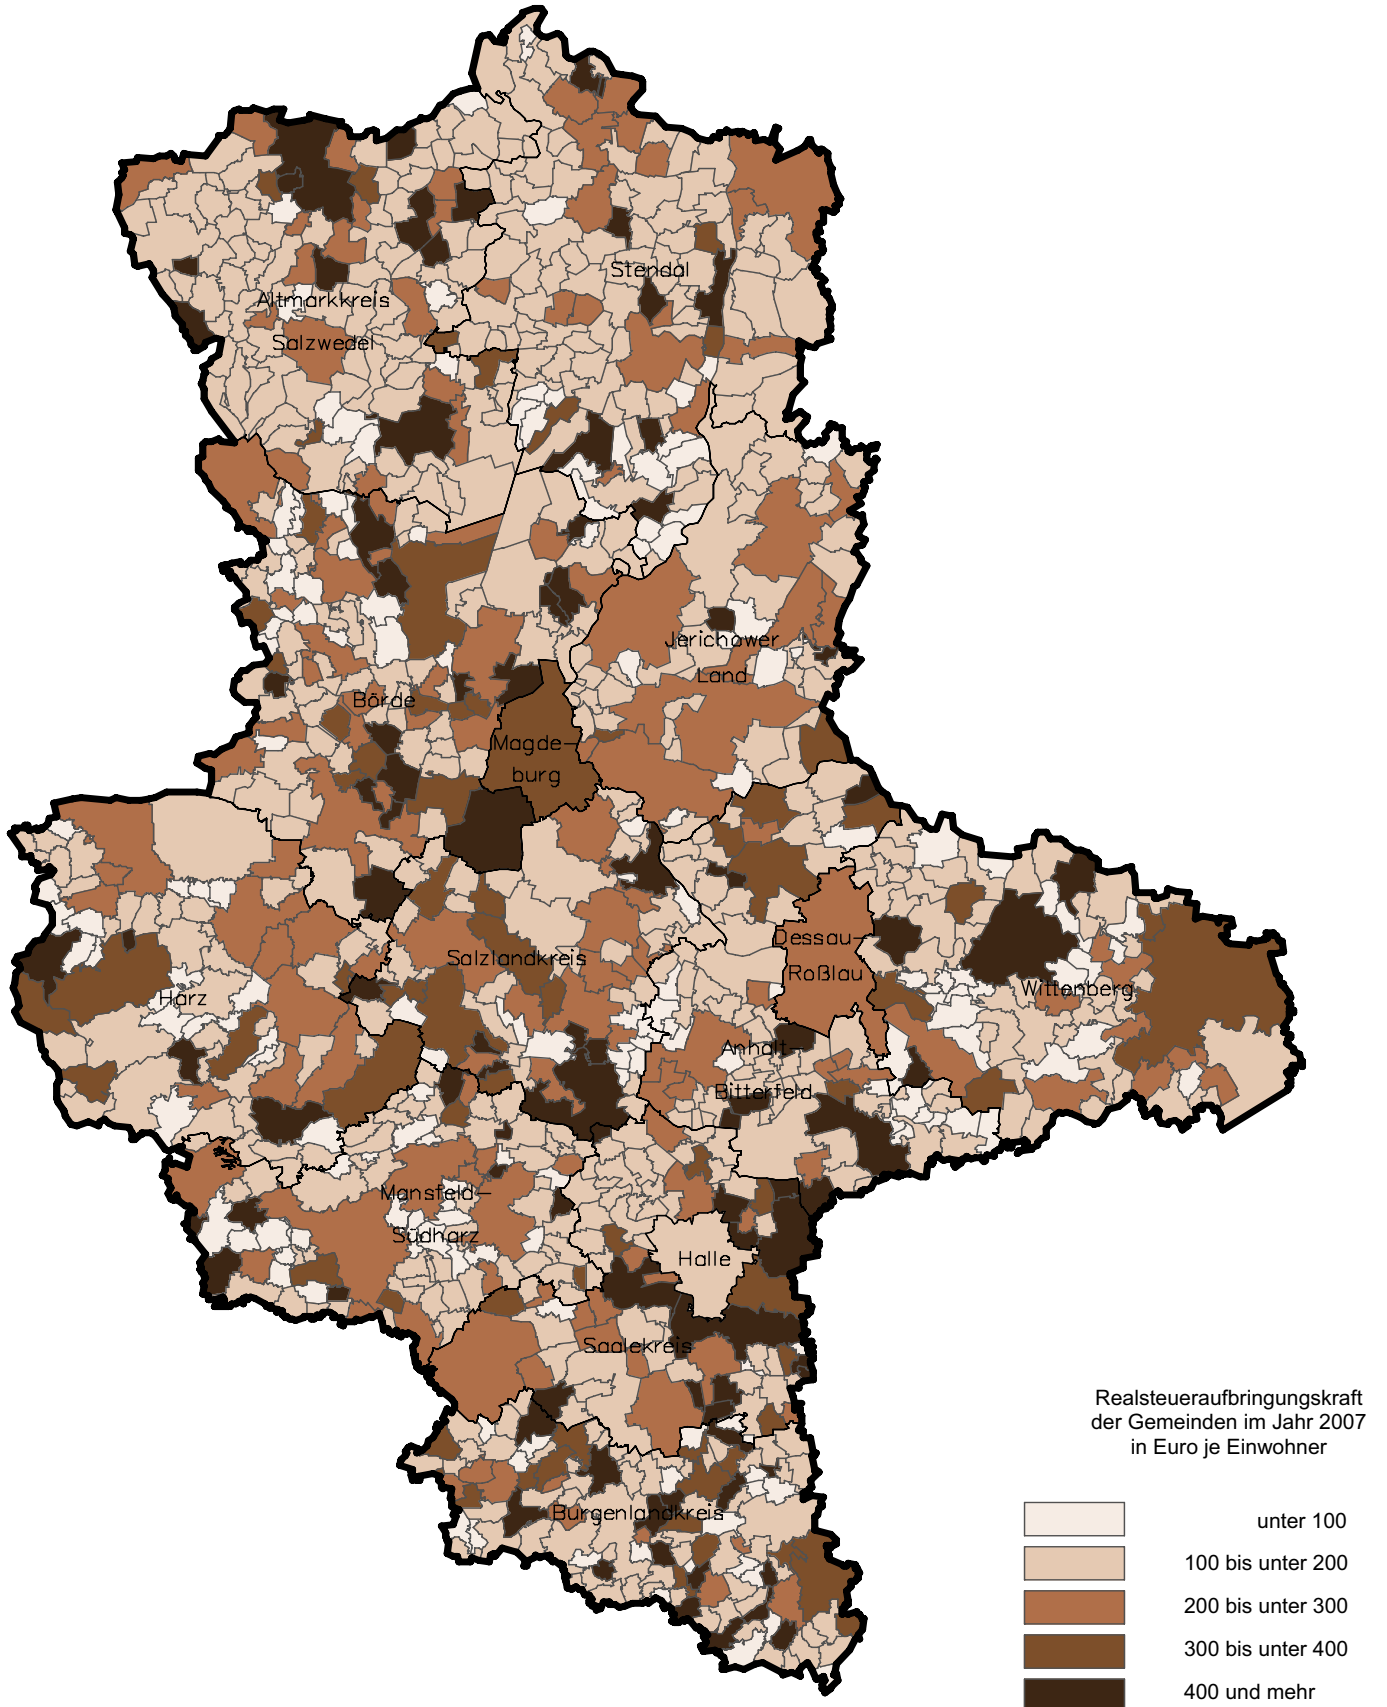 Stendal
Altmarkkreis
Salzwedel
Jerichower
Land
Börde
Magde-
burg
Dessau-
Roßlau
Salzlandkreis
Wittenberg
Harz
Anhalt-
Bitterfeld
Mansfeld-
Südharz
Halle
Saalekreis
Burgenlandkreis
Realsteueraufbringungskraft
der Gemeinden im Jahr 2007
in Euro je Einwohner
unter 100
100 bis unter 200
200 bis unter 300
300 bis unter 400
400 und mehr